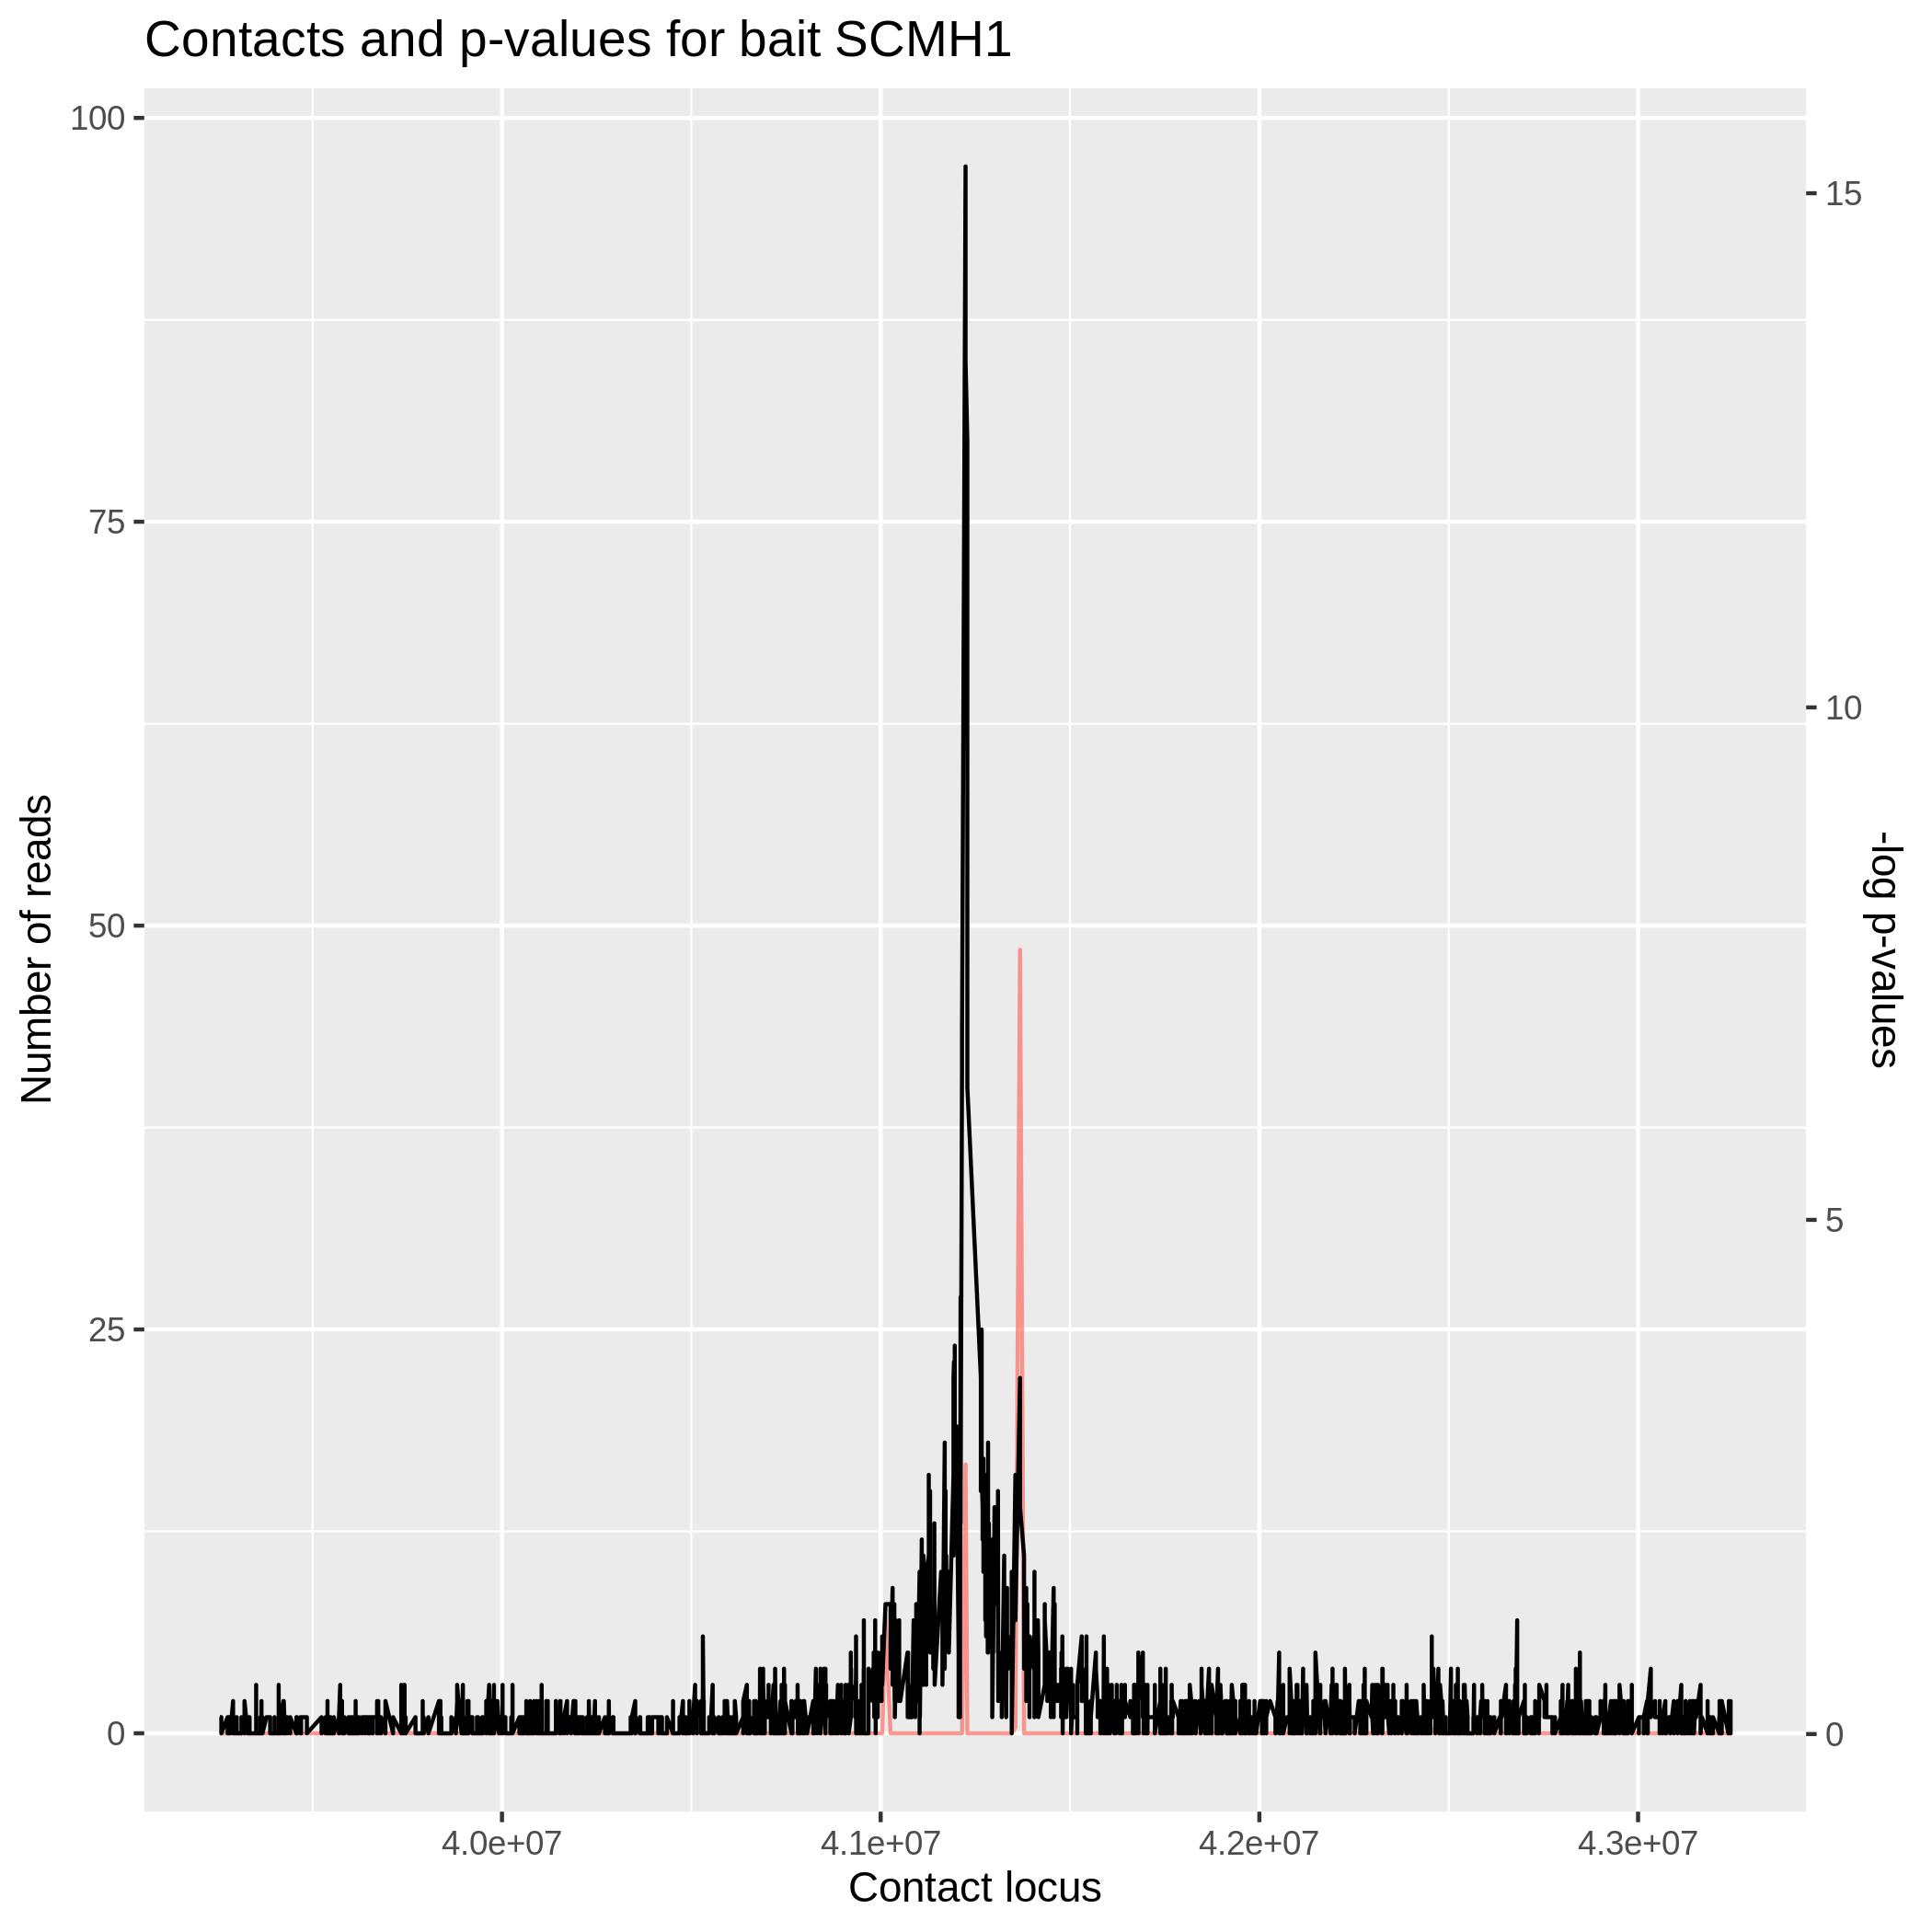 Contacts and p-values for bait SCMH1
100
75
50
25
0
Number of reads
15
10
5
0
-log p-values
4.0e+07
4.1e+07
4.2e+07
4.3e+07
Contact locus